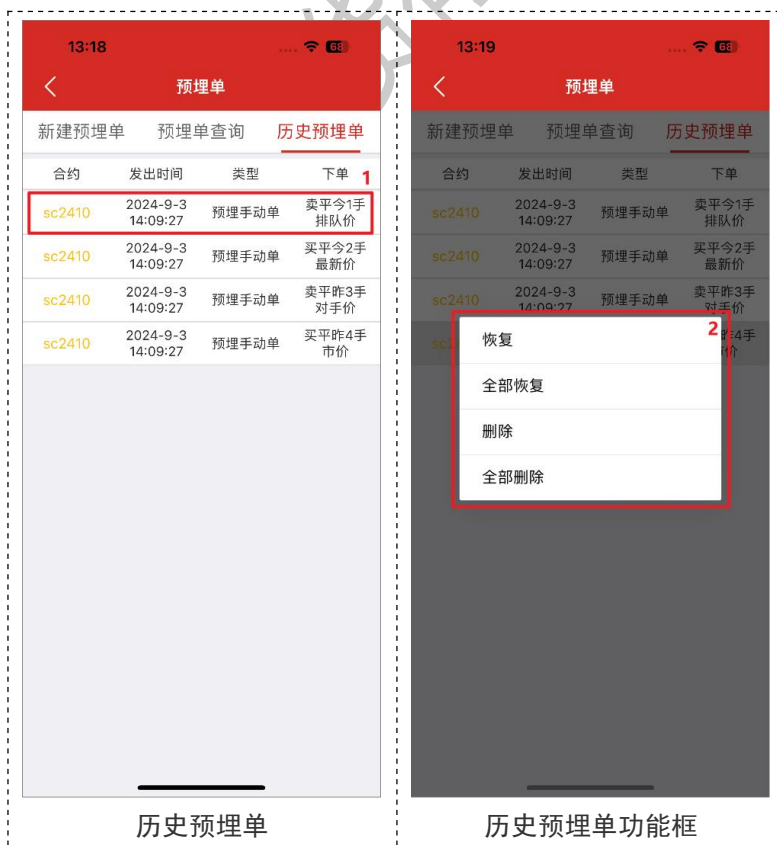 13:18
68
预埋单
新建预埋单 预埋单查询 历史预埋单
合约 发出时间 类型 下单 1
sc2410 2024-9-3 14:09:27 预埋手动单 卖平今1手 排队价
sc2410 2024-9-3 14:09:27 预埋手动单 买平今2手 最新价
sc2410 2024-9-3 14:09:27 预埋手动单 卖平昨3手 对手价
sc2410 2024-9-3 14:09:27 预埋手动单 买平昨4手 市价
历史预埋单
13:19
68
预埋单
新建预埋单 预埋单查询 历史预埋单
合约 发出时间 类型 下单
sc2410 2024-9-3 14:09:27 预埋手动单 卖平今1手 排队价
sc2410 2024-9-3 14:09:27 预埋手动单 买平今2手 最新价
sc2410 2024-9-3 14:09:27 预埋手动单 卖平昨3手 对手价
2
恢复
全部恢复
删除
全部删除
历史预埋单功能框